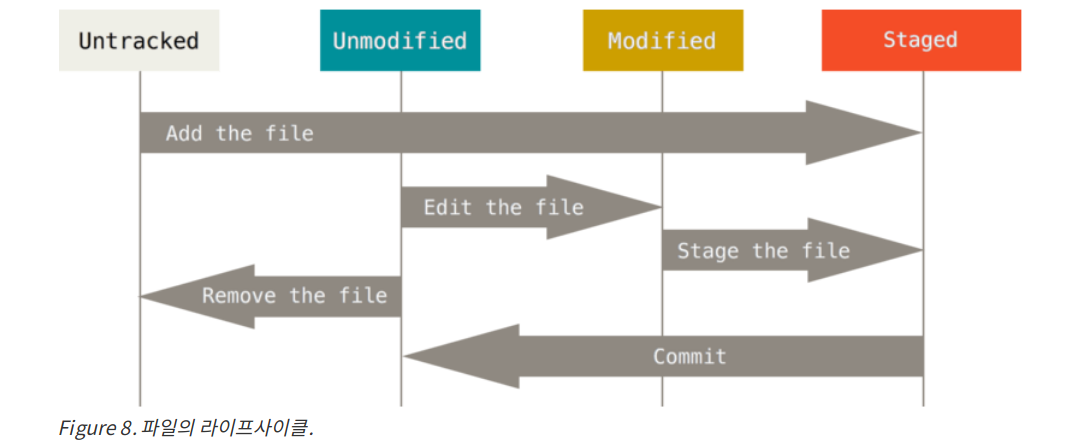 Untracked
Unmodified
Modified
Staged
Add the file
Edit the file
Stage the file
Remove the file
Commit
Figure 8. 파일의 라이프사이클.